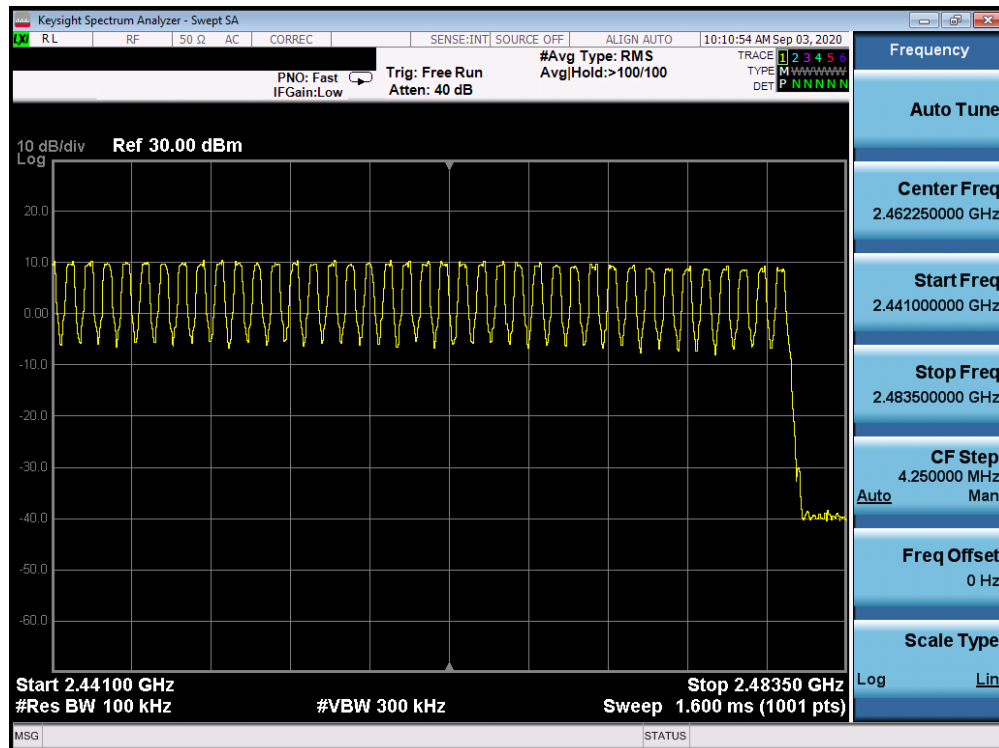 Keysight Spectrum Analyzer - Swept SA
LXI RL RF 50 Ω AC CORREC SENSE:INT SOURCE OFF ALIGN AUTO 10:10:54 AM Sep 03, 2020
PNO: Fast
IFGain:Low
Trig: Free Run
Atten: 40 dB
#Avg Type: RMS
Avg|Hold:>100/100
TRACE 1 2 3 4 5 6
TYPE M WWWWW
DET P N N N N N
10 dB/div Ref 30.00 dBm
Log
20.0
10.0
0.00
-10.0
-20.0
-30.0
-40.0
-50.0
-60.0
Start 2.44100 GHz Stop 2.48350 GHz
#Res BW 100 kHz #VBW 300 kHz Sweep 1.600 ms (1001 pts)
MSG STATUS
Frequency
Auto Tune
Center Freq
2.462250000 GHz
Start Freq
2.441000000 GHz
Stop Freq
2.483500000 GHz
CF Step
4.250000 MHz
Auto Man
Freq Offset
0 Hz
Scale Type
Log Lin